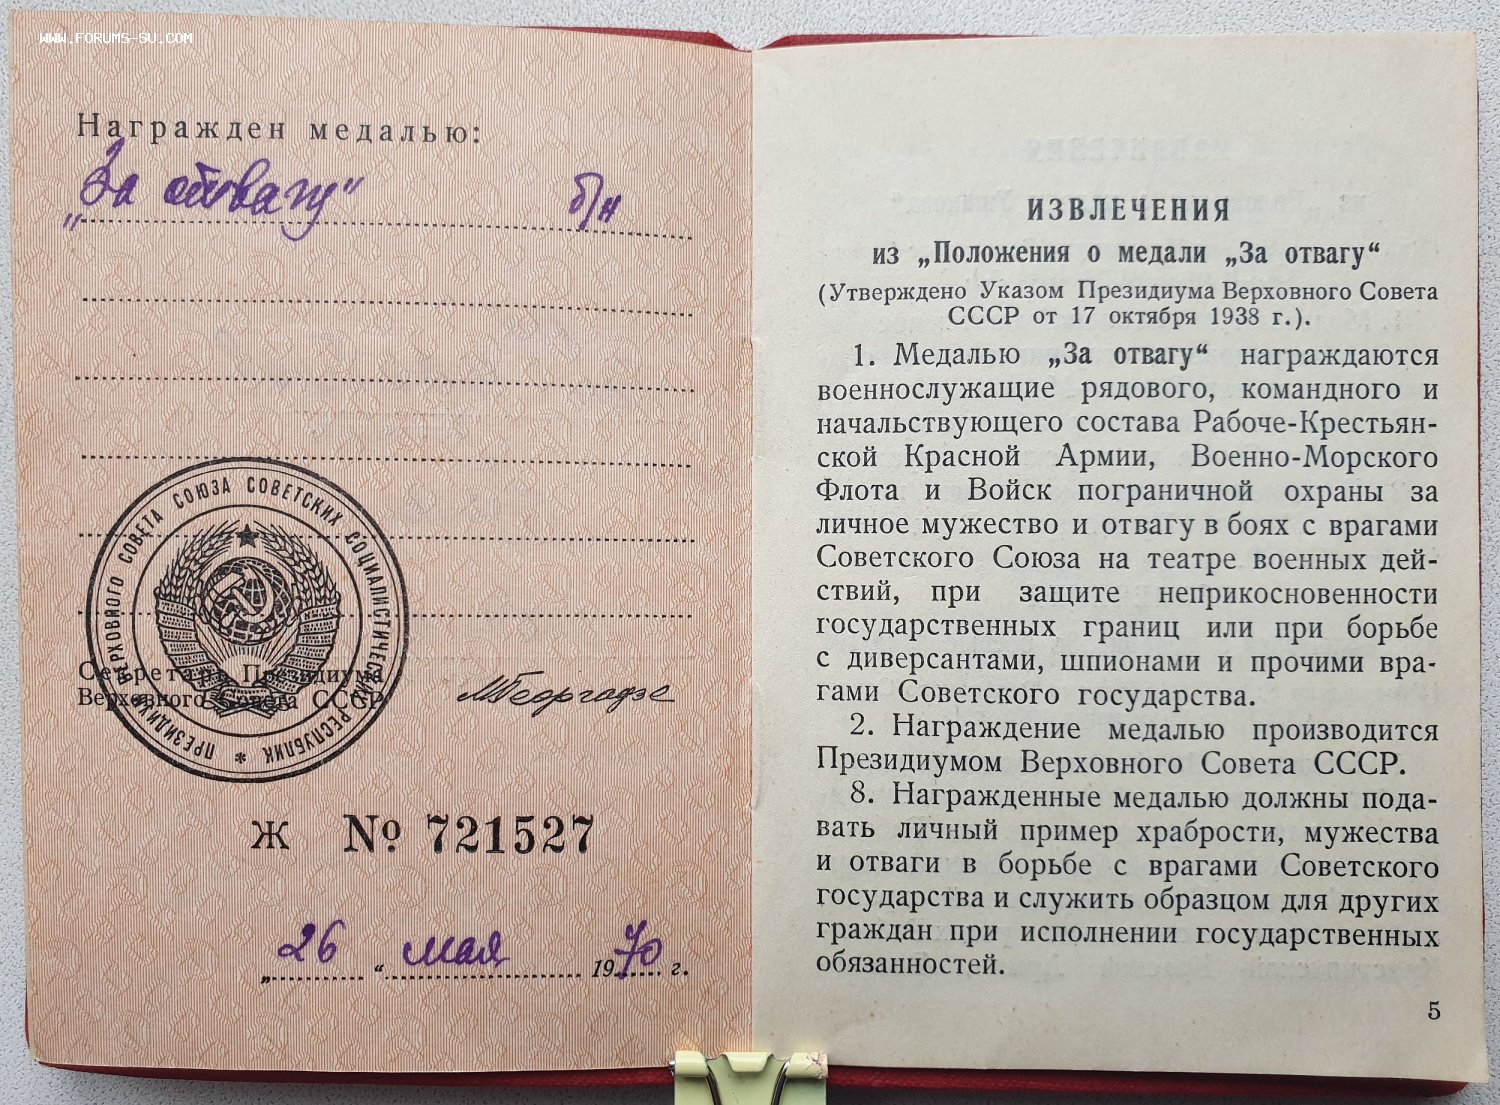 WWW.FORUMS-SU.COM
Награжден медалью:
„За отвагу" б/н
ПРЕЗИДИУМ ВЕРХОВНОГО СОВЕТА СОЮЗА СОВЕТСКИХ СОЦИАЛИСТИЧЕСКИХ РЕСПУБЛИК *
Секретарь Президиума
Верховного Совета СССР
МГеоргадзе
Ж № 721527
„26" мая 1970 г.
ИЗВЛЕЧЕНИЯ
из „Положения о медали „За отвагу“
(Утверждено Указом Президиума Верховного Совета
СССР от 17 октября 1938 г.).
1. Медалью „За отвагу“ награждаются
военнослужащие рядового, командного и
начальствующего состава Рабоче-Крестьян-
ской Красной Армии, Военно-Морского
Флота и Войск пограничной охраны за
личное мужество и отвагу в боях с врагами
Советского Союза на театре военных дей-
ствий, при защите неприкосновенности
государственных границ или при борьбе
с диверсантами, шпионами и прочими вра-
гами Советского государства.
2. Награждение медалью производится
Президиумом Верховного Совета СССР.
8. Награжденные медалью должны пода-
вать личный пример храбрости, мужества
и отваги в борьбе с врагами Советского
государства и служить образцом для других
граждан при исполнении государственных
обязанностей.
5